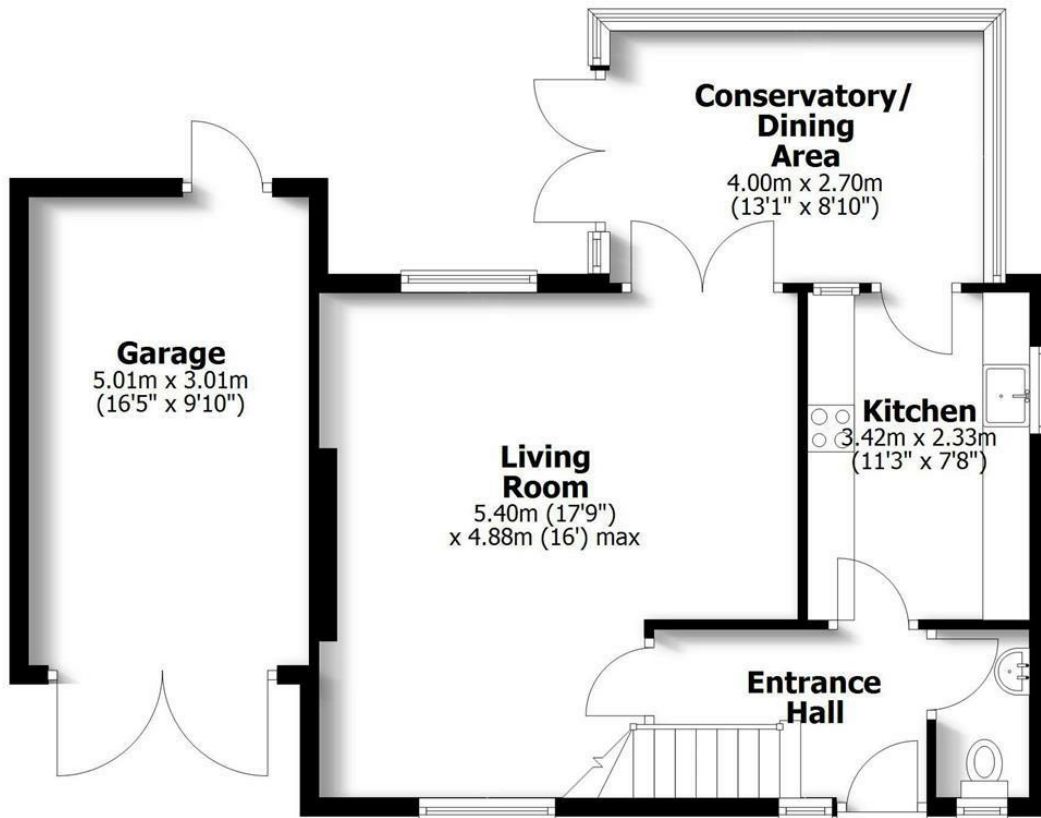 Conservatory/
Dining
Area
4.00m x 2.70m
(13'1" x 8'10")
Garage
5.01m x 3.01m
(16'5" x 9'10")
Kitchen
3.42m x 2.33m
(11'3" x 7'8")
Living
Room
5.40m (17'9")
x 4.88m (16') max
Entrance
Hall